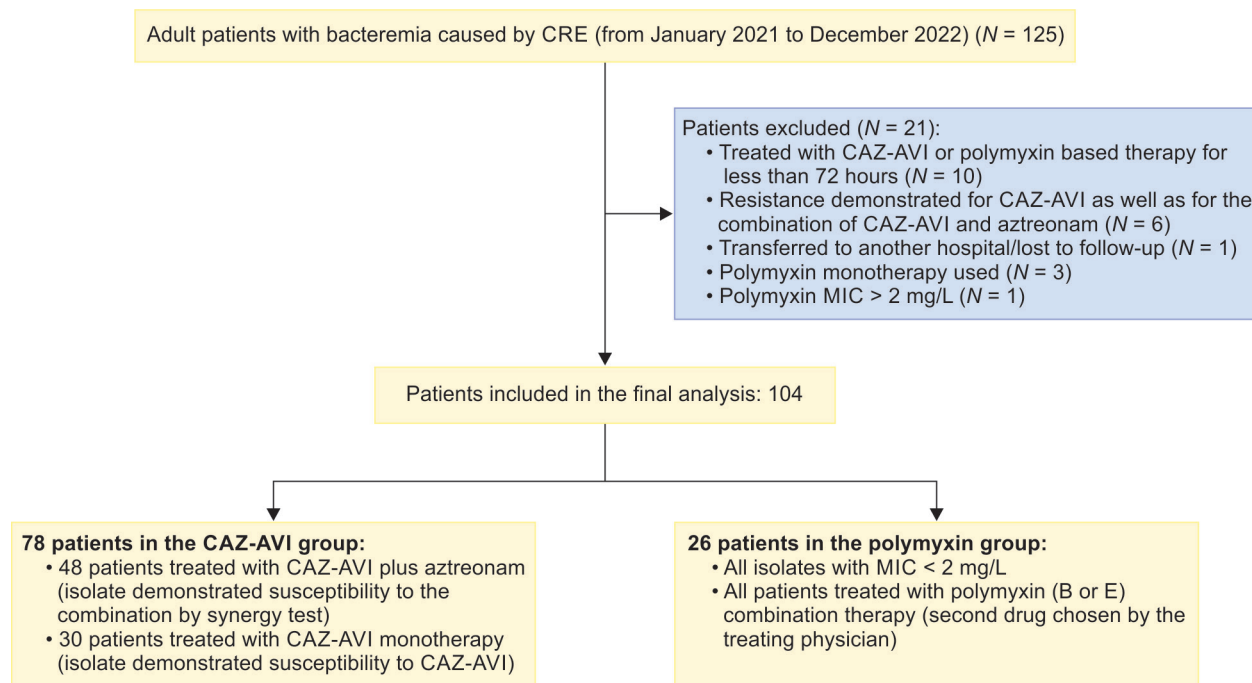 Adult patients with bacteremia caused by CRE (from January 2021 to December 2022) (N = 125)
Patients excluded (N = 21):
• Treated with CAZ-AVI or polymyxin based therapy for
less than 72 hours (N = 10)
• Resistance demonstrated for CAZ-AVI as well as for the
combination of CAZ-AVI and aztreonam (N = 6)
• Transferred to another hospital/lost to follow-up (N = 1)
• Polymyxin monotherapy used (N = 3)
• Polymyxin MIC > 2 mg/L (N = 1)
Patients included in the final analysis: 104
78 patients in the CAZ-AVI group:
• 48 patients treated with CAZ-AVI plus aztreonam
(isolate demonstrated susceptibility to the
combination by synergy test)
• 30 patients treated with CAZ-AVI monotherapy
(isolate demonstrated susceptibility to CAZ-AVI)
26 patients in the polymyxin group:
• All isolates with MIC < 2 mg/L
• All patients treated with polymyxin (B or E)
combination therapy (second drug chosen by the
treating physician)